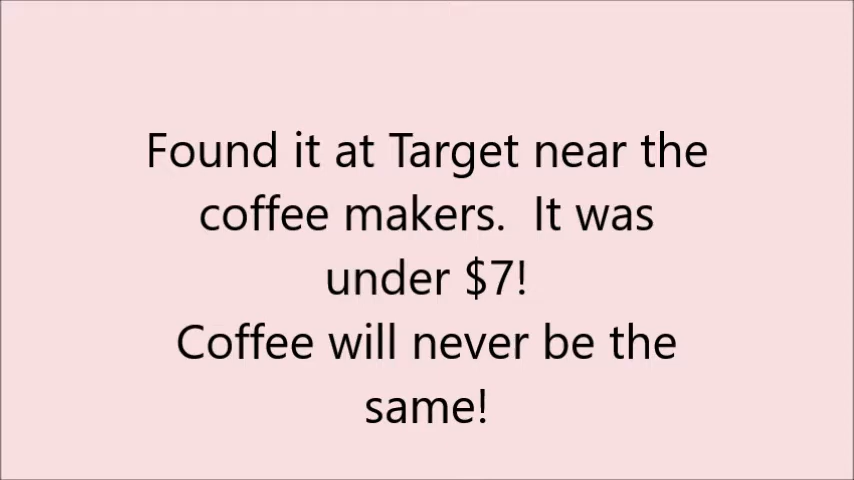 Found it at Target near the
coffee makers.  It was
under $7!
Coffee will never be the
same!